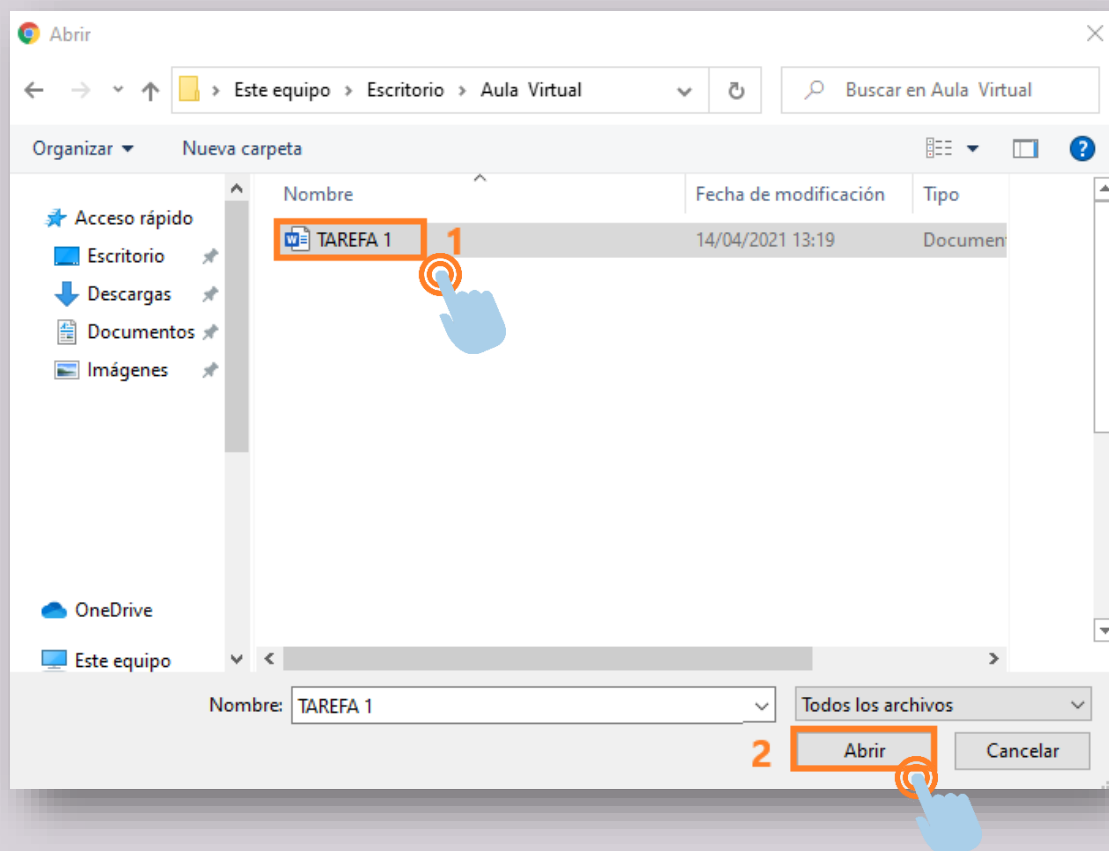 Abrir
Este equipo > Escritorio > Aula Virtual
Buscar en Aula Virtual
Organizar
Nueva carpeta
Nombre
Fecha de modificación
Tipo
Acceso rápido
Escritorio
Descargas
Documentos
Imágenes
OneDrive
Este equipo
TAREFA 1
1
14/04/2021 13:19
Documen
Nombre:
TAREFA 1
Todos los archivos
2
Abrir
Cancelar